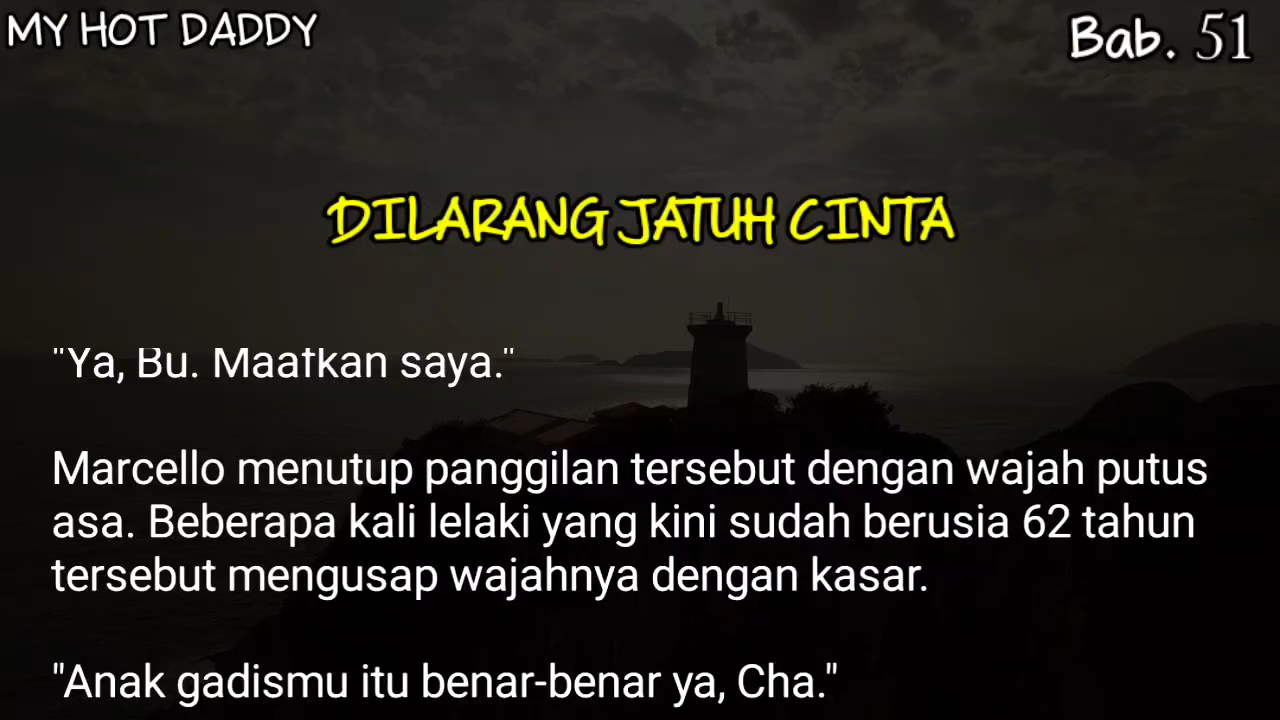 MY HOT DADDY
Bab. 51
DILARANG JATUH CINTA
"Ya, Bu. Maafkan saya."
Marcello menutup panggilan tersebut dengan wajah putus
asa. Beberapa kali lelaki yang kini sudah berusia 62 tahun
tersebut mengusap wajahnya dengan kasar.
"Anak gadismu itu benar-benar ya, Cha."